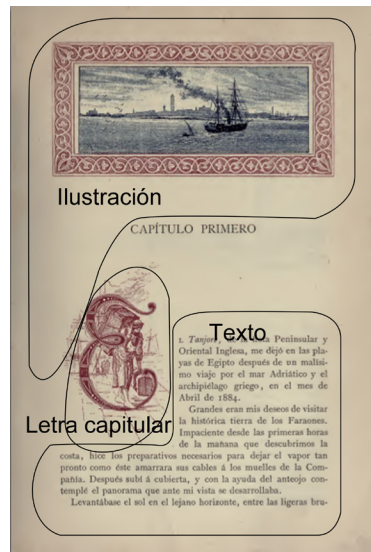 Ilustración
CAPÍTULO PRIMERO
Texto
E
l Tanjore, de la Peninsular y
Oriental Inglesa, me dejó en las pla-
yas de Egipto después de un malísi-
mo viaje por el mar Adriático y el
archipiélago griego, en el mes de
Abril de 1884.
Grandes eran mis deseos de visitar
la histórica tierra de los Faraones.
Impaciente desde las primeras horas
Letra capitular
de la mañana que descubrimos la
costa, hice los preparativos necesarios para dejar el vapor tan
pronto como éste amarrara sus cables á los muelles de la Com-
pañía. Después subí á cubierta, y con la ayuda del anteojo con-
templé el panorama que ante mi vista se desarrollaba.
Levantábase el sol en el lejano horizonte, entre las ligeras bru-